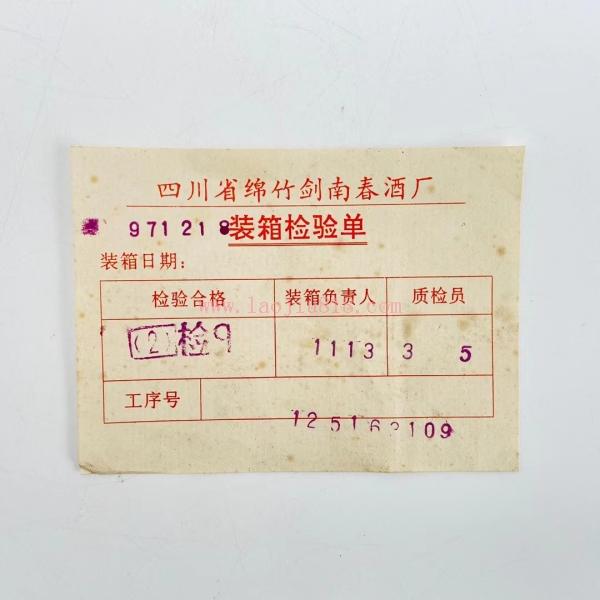 四川省绵竹剑南春酒厂
971218 装箱检验单
装箱日期：
检验合格 装箱负责人 质检员
(2)检9 1113 3 5
工序号
125162109
www.laojiu818.com